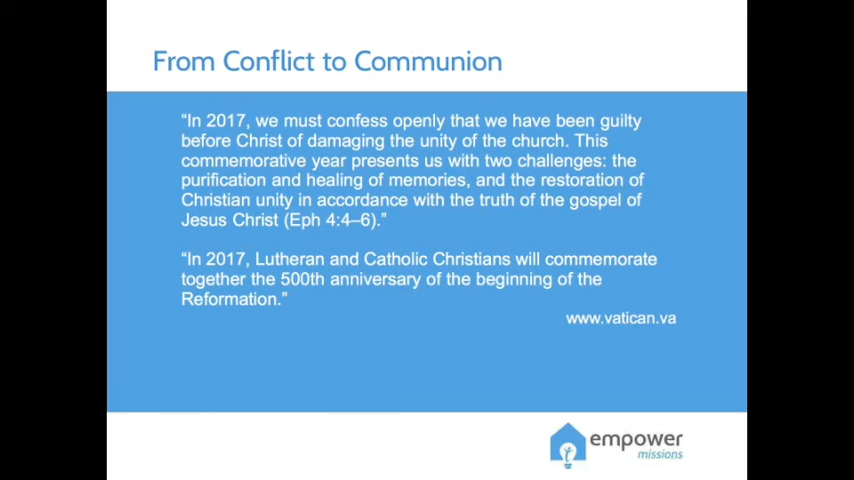 From Conflict to Communion
“In 2017, we must confess openly that we have been guilty
before Christ of damaging the unity of the church. This
commemorative year presents us with two challenges: the
purification and healing of memories, and the restoration of
Christian unity in accordance with the truth of the gospel of
Jesus Christ (Eph 4:4–6).”
“In 2017, Lutheran and Catholic Christians will commemorate
together the 500th anniversary of the beginning of the
Reformation.”
www.vatican.va
empower
missions